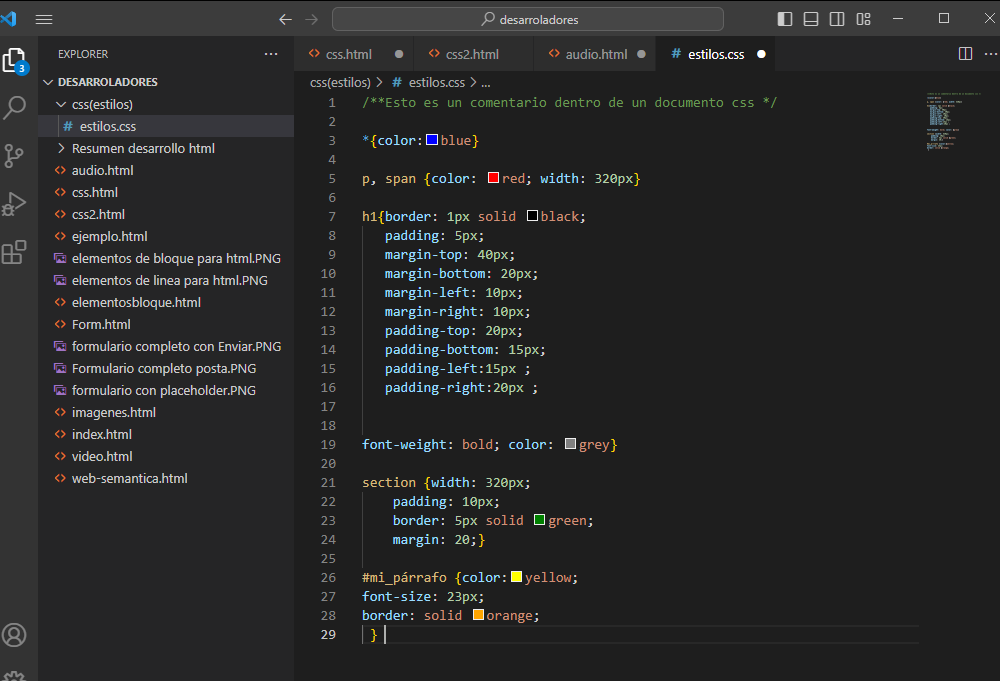 desarroladores
EXPLORER
DESARROLADORES
css(estilos)
# estilos.css
Resumen desarrollo html
audio.html
css.html
css2.html
ejemplo.html
elementos de bloque para html.PNG
elementos de linea para html.PNG
elementosbloque.html
Form.html
formulario completo con Enviar.PNG
Formulario completo posta.PNG
formulario con placeholder.PNG
imagenes.html
index.html
video.html
web-semantica.html
3
css.html
css2.html
audio.html
# estilos.css
css(estilos) > # estilos.css > ...
1 /**Esto es un comentario dentro de un documento css */
2
3 *{color:blue}
4
5 p, span {color: red; width: 320px}
6
7 h1{border: 1px solid black;
8 padding: 5px;
9 margin-top: 40px;
10 margin-bottom: 20px;
11 margin-left: 10px;
12 margin-right: 10px;
13 padding-top: 20px;
14 padding-bottom: 15px;
15 padding-left:15px ;
16 padding-right:20px ;
17
18
19 font-weight: bold; color: grey}
20
21 section {width: 320px;
22 padding: 10px;
23 border: 5px solid green;
24 margin: 20;}
25
26 #mi_párrafo {color:yellow;
27 font-size: 23px;
28 border: solid orange;
29 }